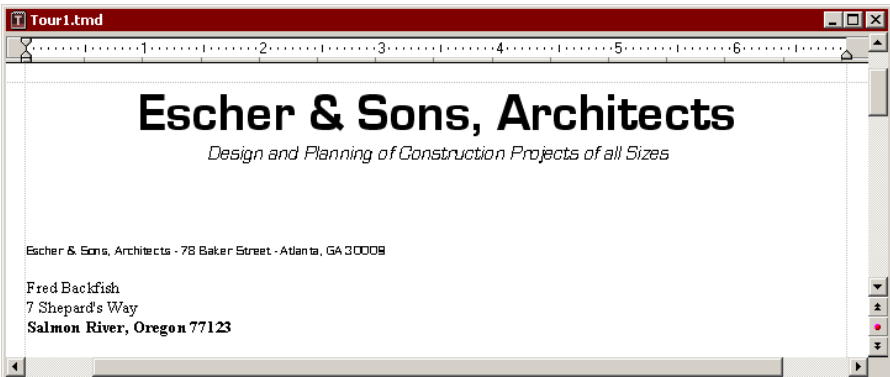 Tour1.tmd
1 2 3 4 5 6
Escher & Sons, Architects
Design and Planning of Construction Projects of all Sizes
Escher & Sons, Architects - 78 Baker Street - Atlanta, GA 30009
Fred Backfish
7 Shepard's Way
Salmon River, Oregon 77123